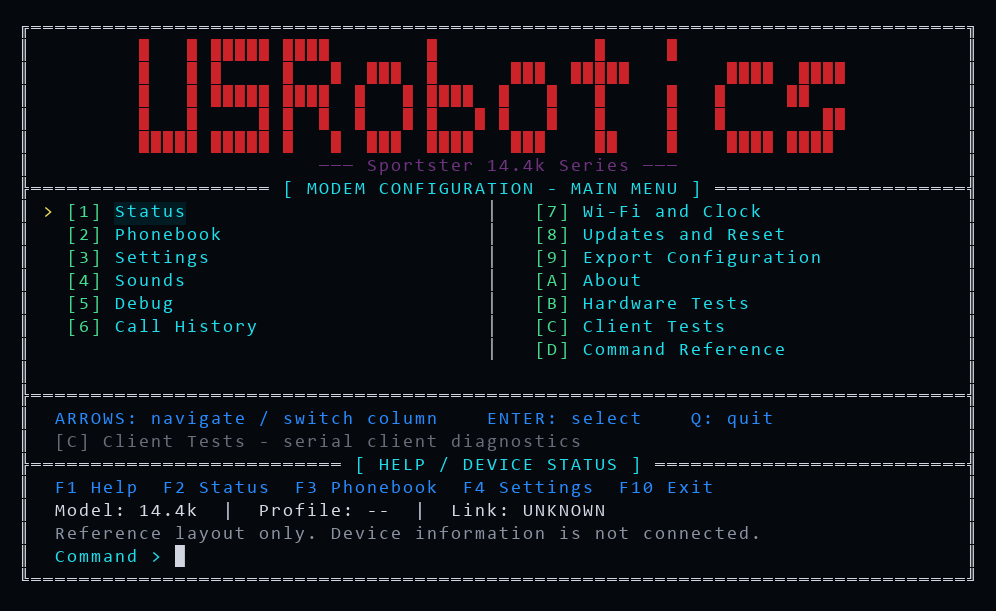 USRobotics
--- Sportster 14.4k Series ---
[ MODEM CONFIGURATION - MAIN MENU ]
> [1] Status | [7] Wi-Fi and Clock
[2] Phonebook | [8] Updates and Reset
[3] Settings | [9] Export Configuration
[4] Sounds | [A] About
[5] Debug | [B] Hardware Tests
[6] Call History | [C] Client Tests
| [D] Command Reference
ARROWS: navigate / switch column ENTER: select Q: quit
[C] Client Tests - serial client diagnostics
[ HELP / DEVICE STATUS ]
F1 Help F2 Status F3 Phonebook F4 Settings F10 Exit
Model: 14.4k | Profile: -- | Link: UNKNOWN
Reference layout only. Device information is not connected.
Command >